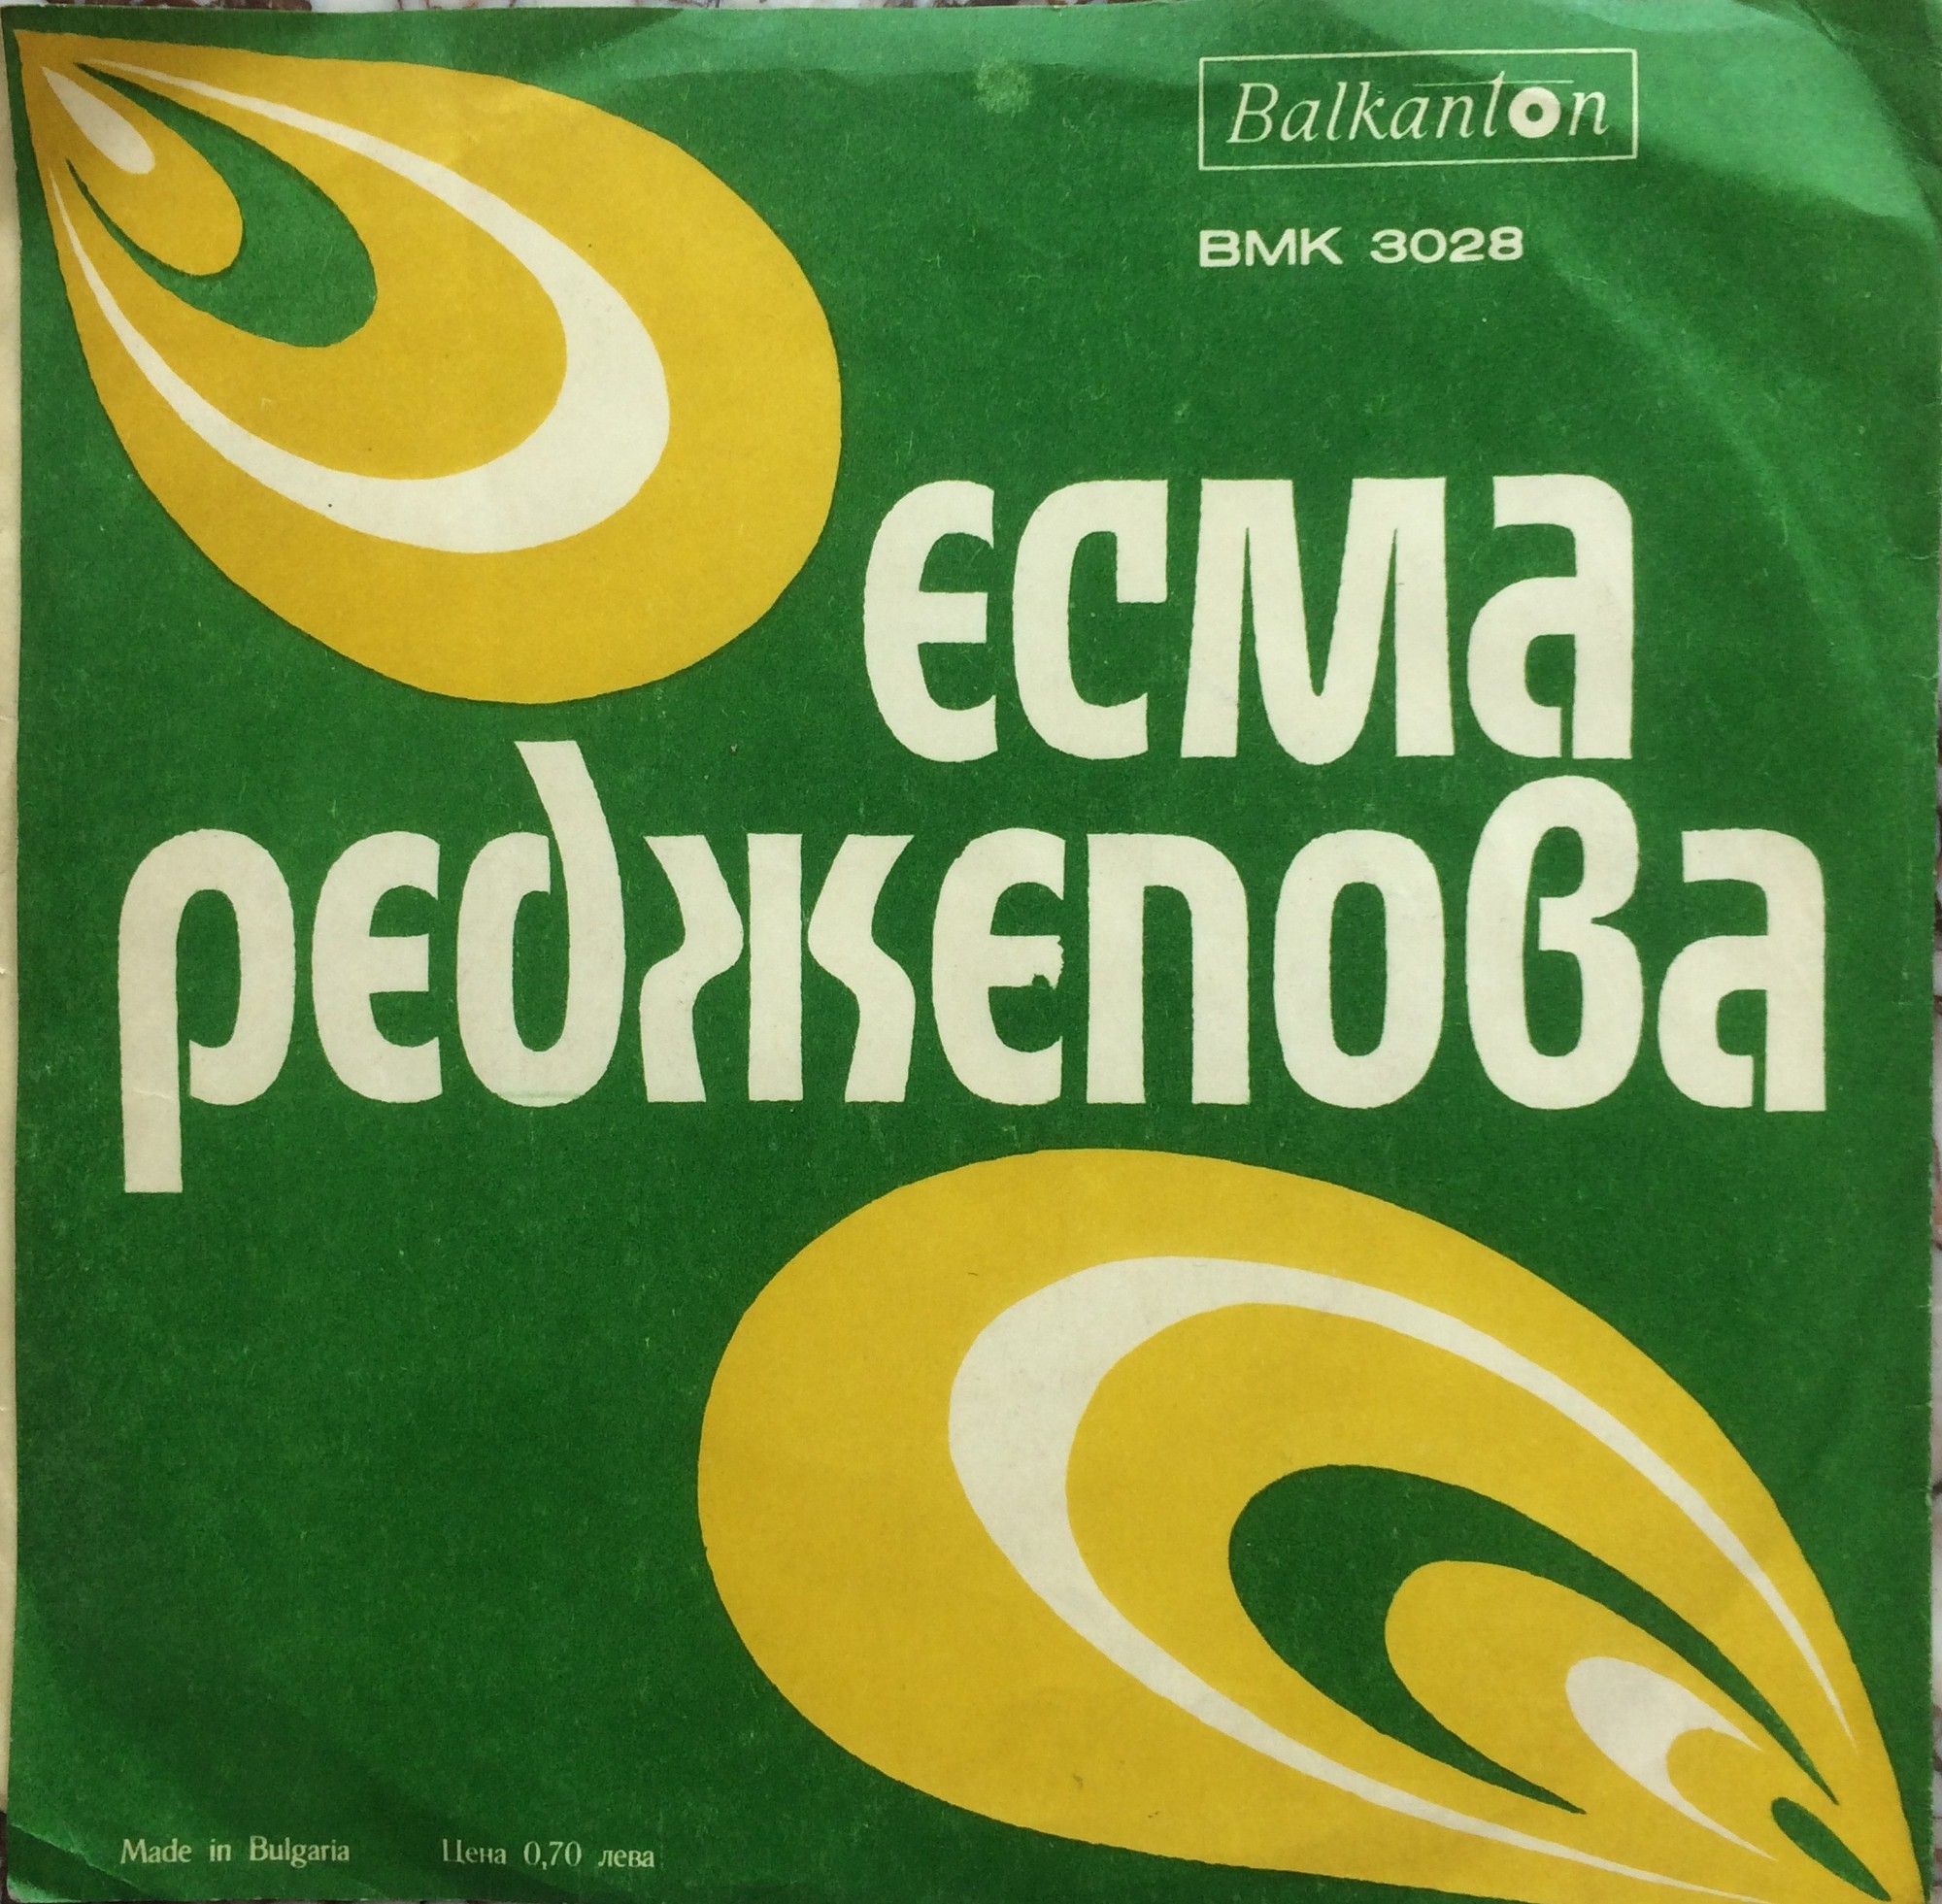 Balkanton
ВМК 3028
есма
реджепова
Made in Bulgaria Цена 0,70 лева